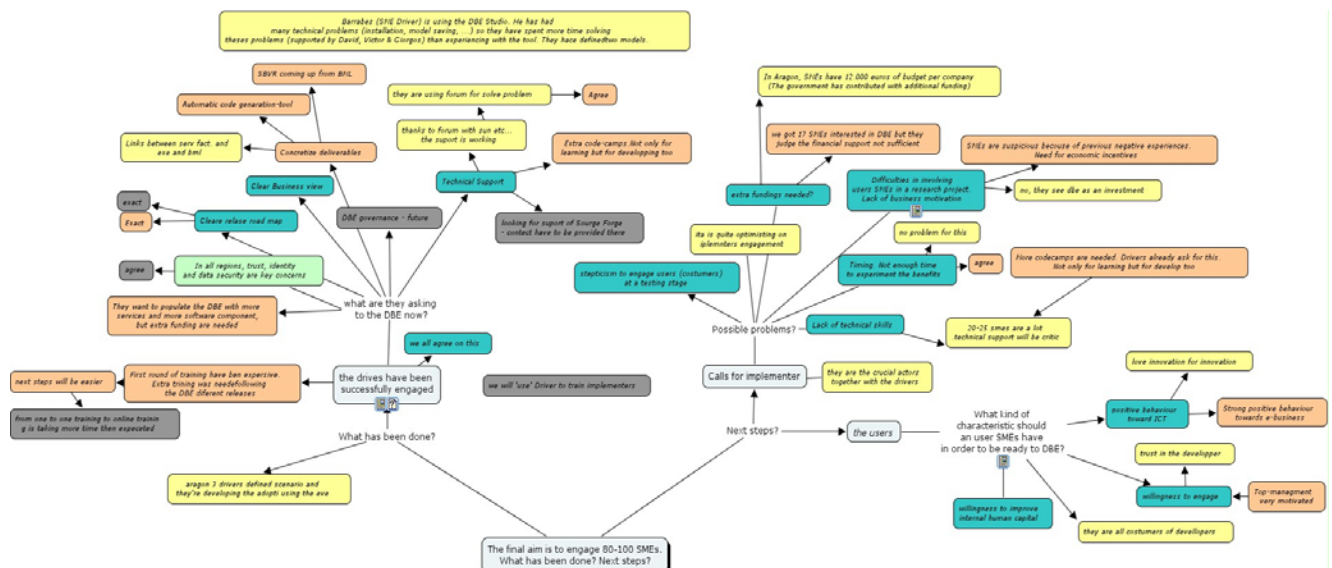 Barrabes (SME Driver) is using the DBE Studio. He has had
many technical problems (installation, model saving, ...) so they have spent more time solving
theses problems (supported by David, Victor & Giorgos) than experiencing with the tool. They hace definedtwo models.
SBVR coming up from BML
Automatic code genaration-tool
Links between serv fact. and
exe and bml
Concretize deliverables
they are using forum for solve problem
Agree
thanks to forum with sun etc...
the suport is working
Extra code-camps.Not only for
learning but for developping too
Clear Business view
Technical Support
exact
Exact
Cleare relase road map
DBE governance - future
looking for suport of Sourge Forge
- contect have to be provided there
agree
In all regions, trust, identity
and data security are key concerns
They want to populate the DBE with more
services and more software component,
but extra funding are needed
what are they asking
to the DBE now?
we all agree on this
next steps will be easier
First round of training have ben expensive.
Extra trining was needefollowing
the DBE diferent releases
the drives have been
successfully engaged
we will 'use' Driver to train implementers
from one to one training to online trainin
g is taking more time then expeceted
What has been done?
aragon 3 drivers defined scenario and
they're developing the adopti using the eve
The final aim is to engage 80-100 SMEs.
What has been done? Next steps?
In Aragon, SMEs have 12.000 euros of budget per company
(The government has contributed with additional funding)
we got 17 SMEs interested in DBE but they
judge the financial support not sufficient
SMEs are suspicious becouse of previous negative experiences.
Need for economic incentives
extra fundings needed?
Difficulties in involving
users SMEs in a research project.
Lack of business motivation
no, they see dbe as an investment
ita is quite optimisting on
iplemnters engagement
no problem for this
stepticism to engage users (costumers)
at a testing stage
Timing. Not enough time
to experiment the benefits
agree
More codecamps are needed. Drivers already ask for this.
Not only for learning but for develop too
Possible problems?
Lack of technical skills
20-25 smes are a lot
technical support will be critic
Calls for implementer
they are the crucial actors
together with the drivers
love innovation for innovation
Next steps?
the users
What kind of
characteristic should
an user SMEs have
in order to be ready to DBE?
positive behaviour
toward ICT
Strong positive behaviour
towards e-business
trust in the developper
willingness to engage
Top-managment
very motivated
willingness to improve
internal human capital
they are all costumers of devellopers